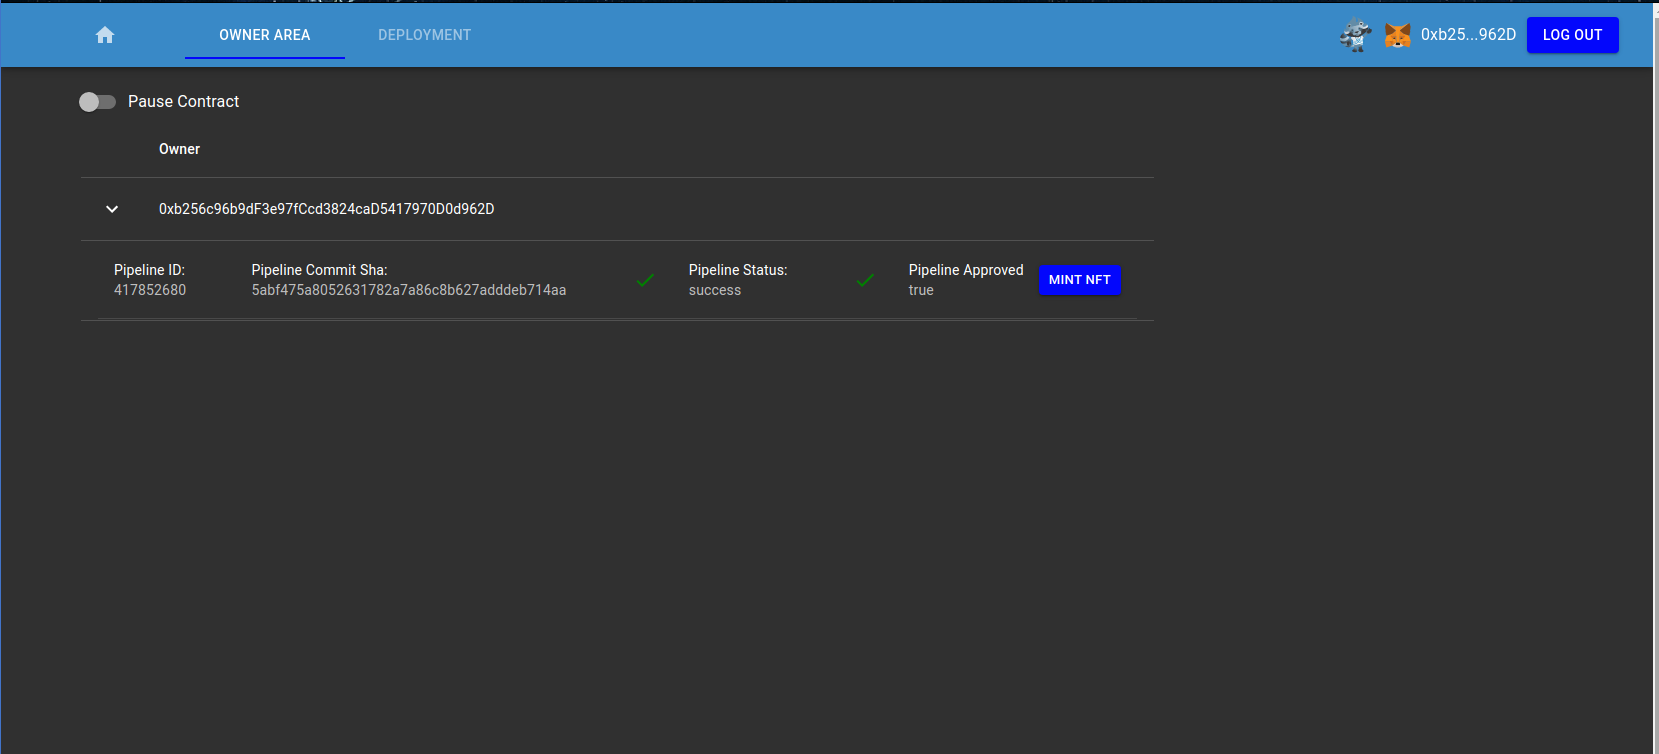 OWNER AREA
DEPLOYMENT
0xb25...962D
LOG OUT
Pause Contract
Owner
0xb256c96b9dF3e97fCcd3824caD5417970D0d962D
Pipeline ID:
417852680
Pipeline Commit Sha:
5abf475a8052631782a7a86c8b627adddeb714aa
Pipeline Status:
success
Pipeline Approved
true
MINT NFT